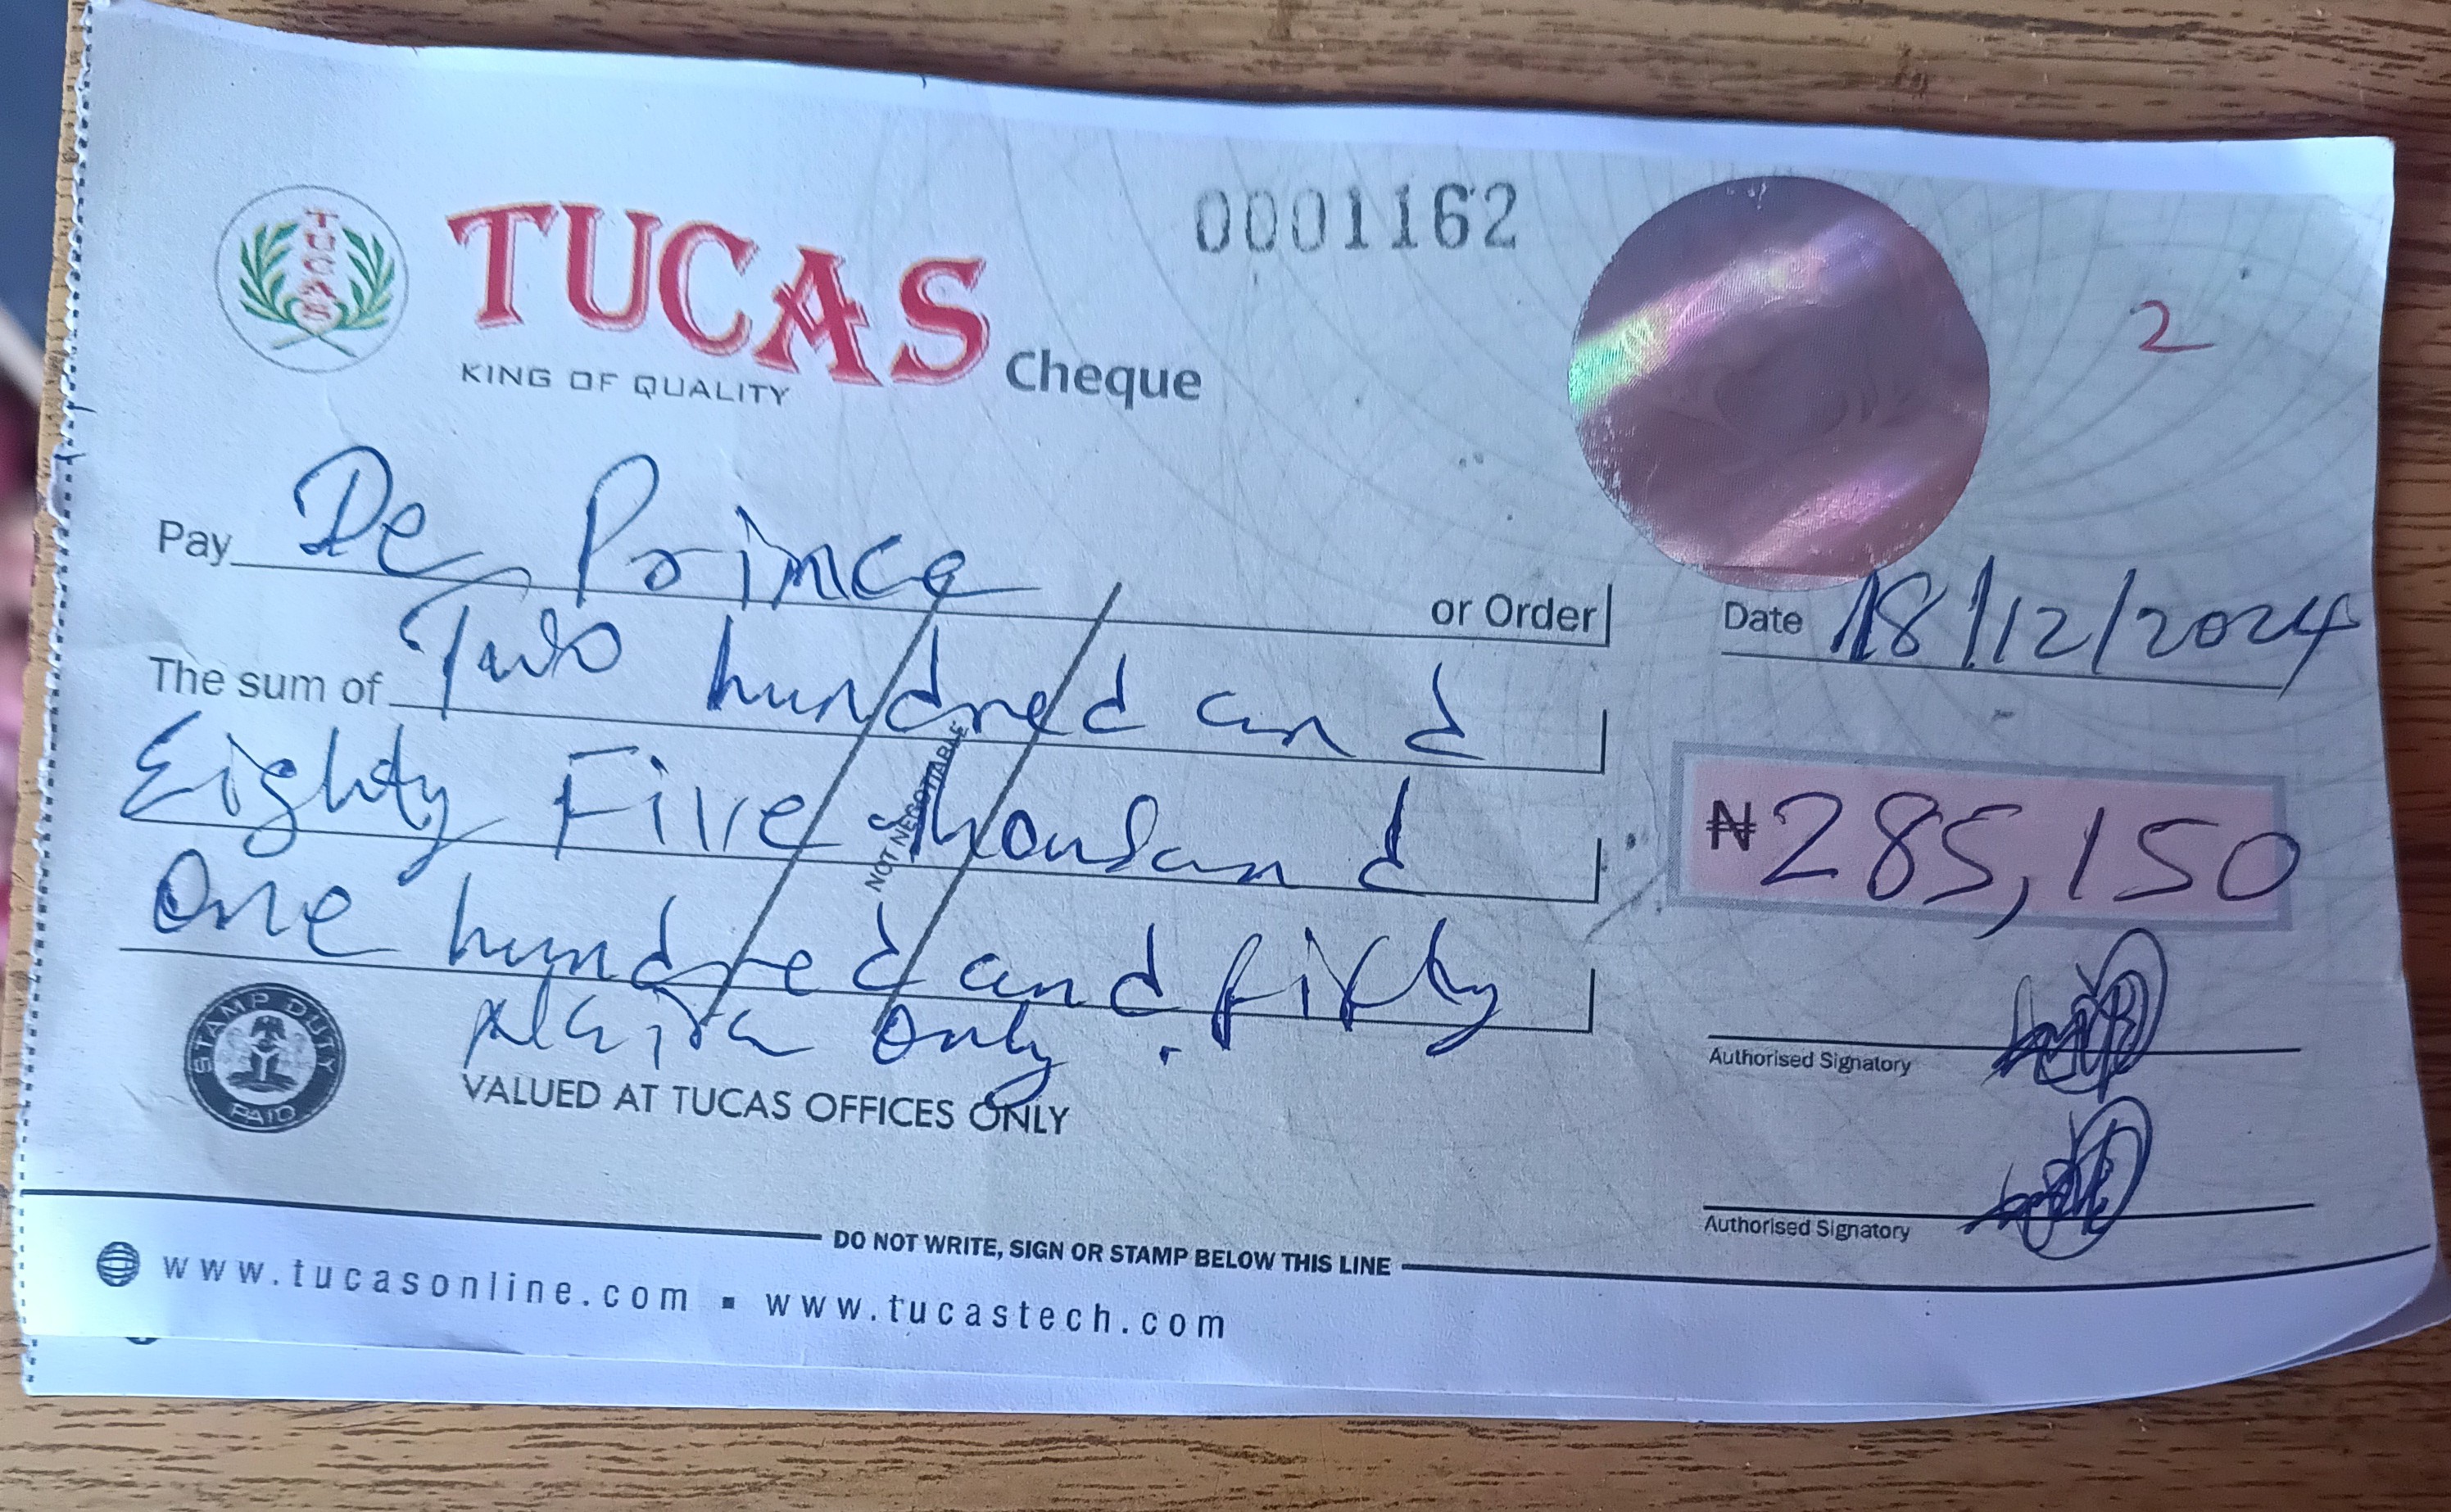 TUCAS
TUCAS Cheque
KING OF QUALITY
0001162
2
Pay De Prince or Order
Date 18/12/2024
The sum of Two hundred and
Eighty Five Thousand
₦285,150
One hundred and fifty
Naira Only.
NOT NEGOTIABLE
STAMP DUTY
PAID
VALUED AT TUCAS OFFICES ONLY
Authorised Signatory
Authorised Signatory
DO NOT WRITE, SIGN OR STAMP BELOW THIS LINE
www.tucasonline.com ▪ www.tucastech.com